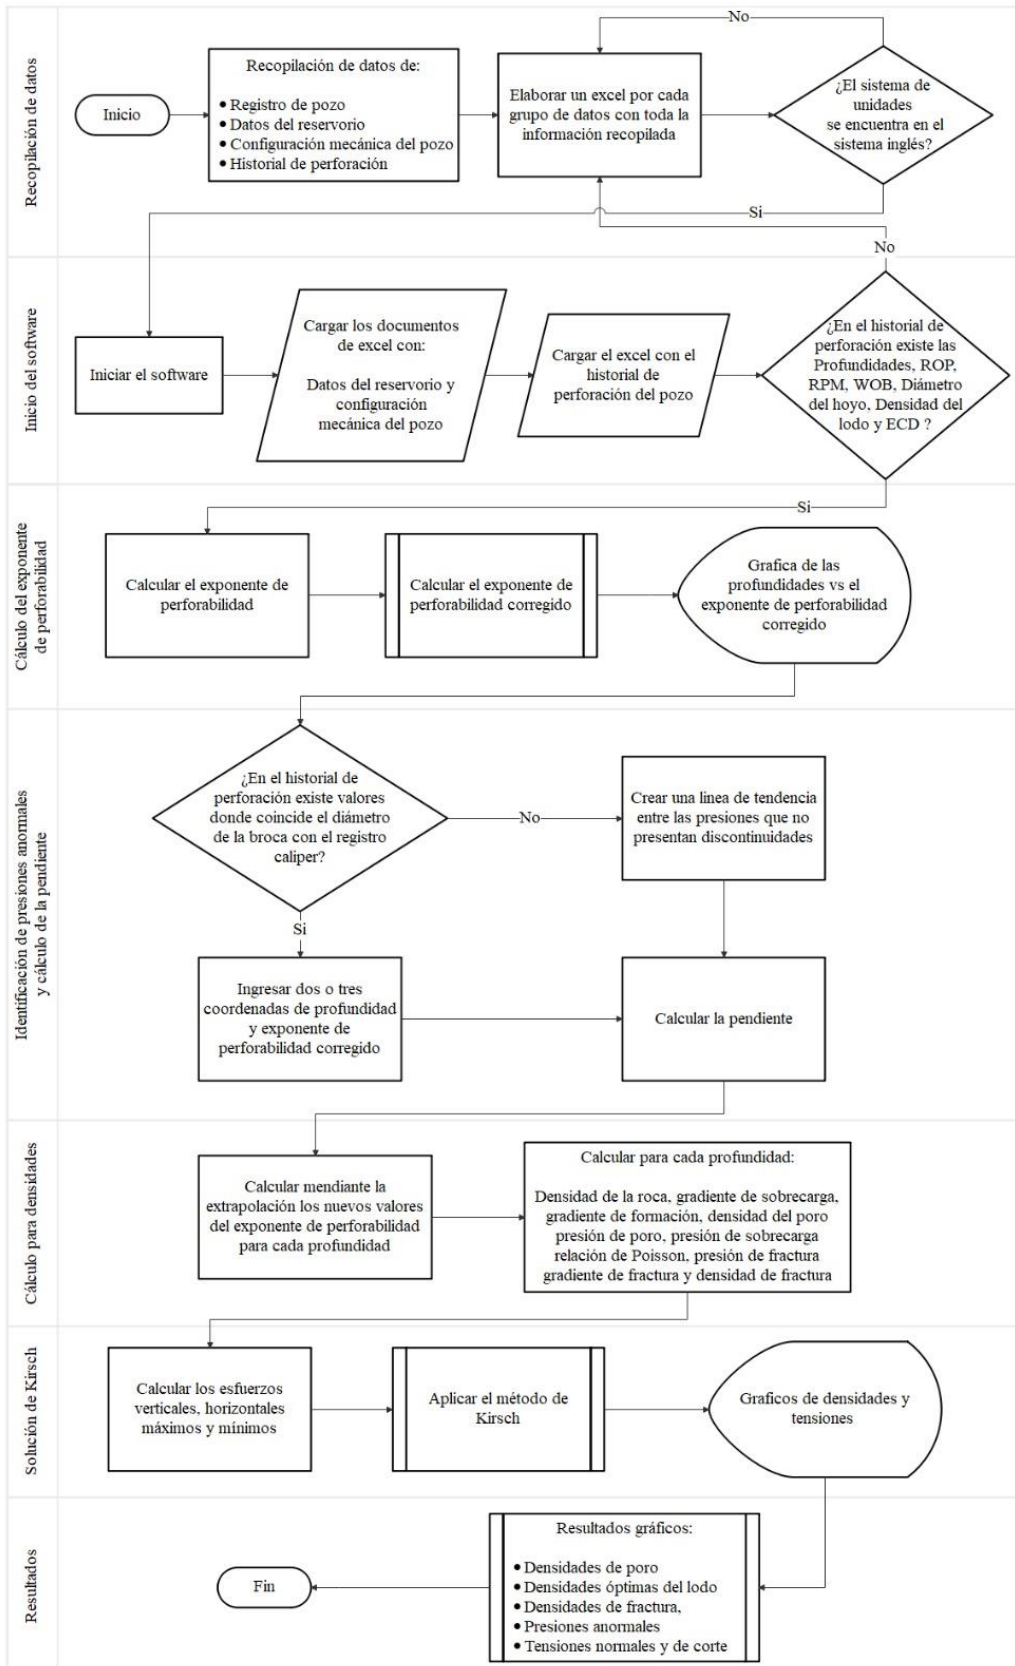 Recopilación de datos
Inicio
Recopilación de datos de:
• Registro de pozo
• Datos del reservorio
• Configuración mecánica del pozo
• Historial de perforación
Elaborar un excel por cada
grupo de datos con toda la
información recopilada
No
¿El sistema de
unidades
se encuentra en el
sistema inglés?
Si
No
Inicio del software
Iniciar el software
Cargar los documentos
de excel con:
Datos del reservorio y
configuración
mecánica del pozo
Cargar el excel con el
historial de
perforación del pozo
¿En el historial de
perforación existe las
Profundidades, ROP,
RPM, WOB, Diámetro
del hoyo, Densidad del
lodo y ECD ?
Si
Cálculo del exponente
de perforabilidad
Calcular el exponente de
perforabilidad
Calcular el exponente de
perforabilidad corregido
Grafica de las
profundidades vs el
exponente de perforabilidad
corregido
Identificación de presiones anormales
y cálculo de la pendiente
¿En el historial de
perforación existe valores
donde coincide el diámetro
de la broca con el registro
caliper?
No
Crear una linea de tendencia
entre las presiones que no
presentan discontinuidades
Si
Ingresar dos o tres
coordenadas de profundidad
y exponente de
perforabilidad corregido
Calcular la pendiente
Cálculo para densidades
Calcular mendiante la
extrapolación los nuevos valores
del exponente de perforabilidad
para cada profundidad
Calcular para cada profundidad:
Densidad de la roca, gradiente de sobrecarga,
gradiente de formación, densidad del poro
presión de poro, presión de sobrecarga
relación de Poisson, presión de fractura
gradiente de fractura y densidad de fractura
Solución de Kirsch
Calcular los esfuerzos
verticales, horizontales
máximos y mínimos
Aplicar el método de
Kirsch
Graficos de densidades y
tensiones
Resultados
Fin
Resultados gráficos:
• Densidades de poro
• Densidades óptimas del lodo
• Densidades de fractura,
• Presiones anormales
• Tensiones normales y de corte